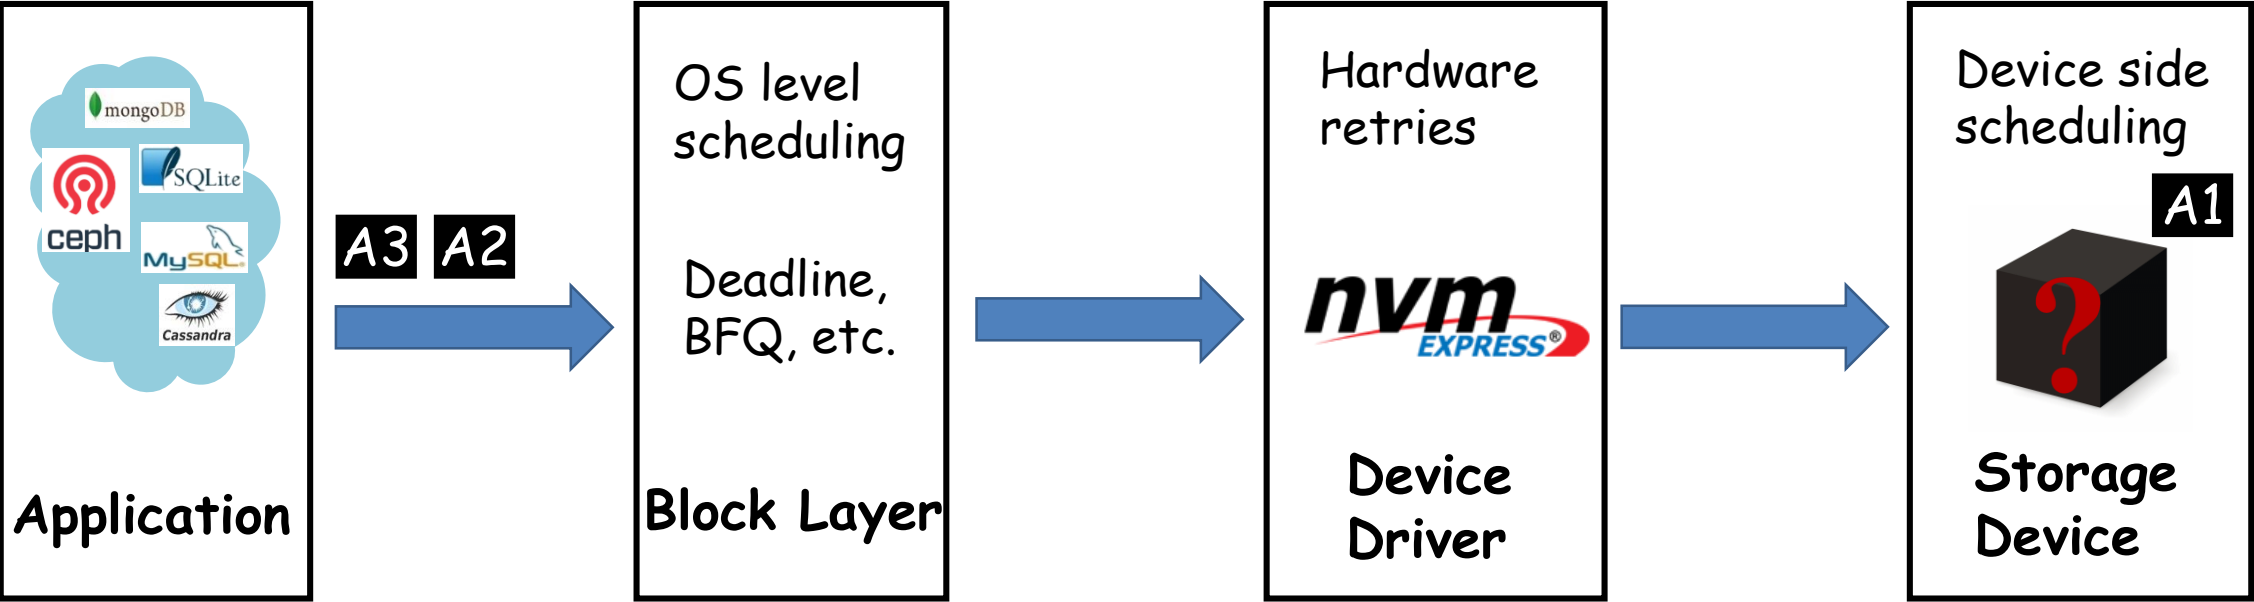 mongoDB
SQLite
ceph
MySQL®
Cassandra
Application
A3 A2
OS level
scheduling
Deadline,
BFQ, etc.
Block Layer
Hardware
retries
nvm
EXPRESS®
Device
Driver
Device side
scheduling
A1
?
Storage
Device